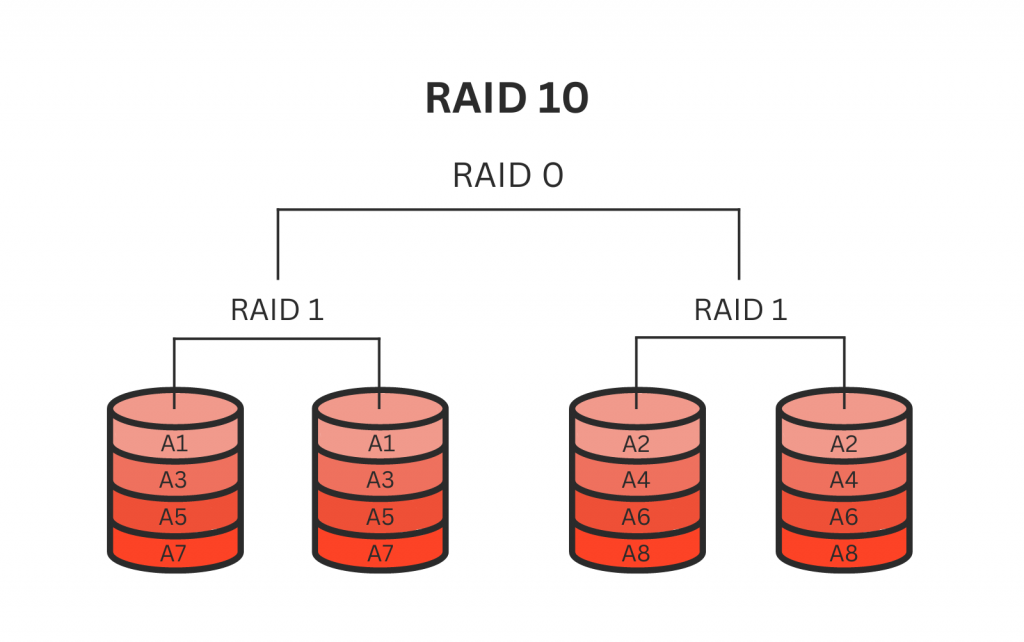 RAID 10
RAID 0
RAID 1 RAID 1
A1 A1 A2 A2
A3 A3 A4 A4
A5 A5 A6 A6
A7 A7 A8 A8